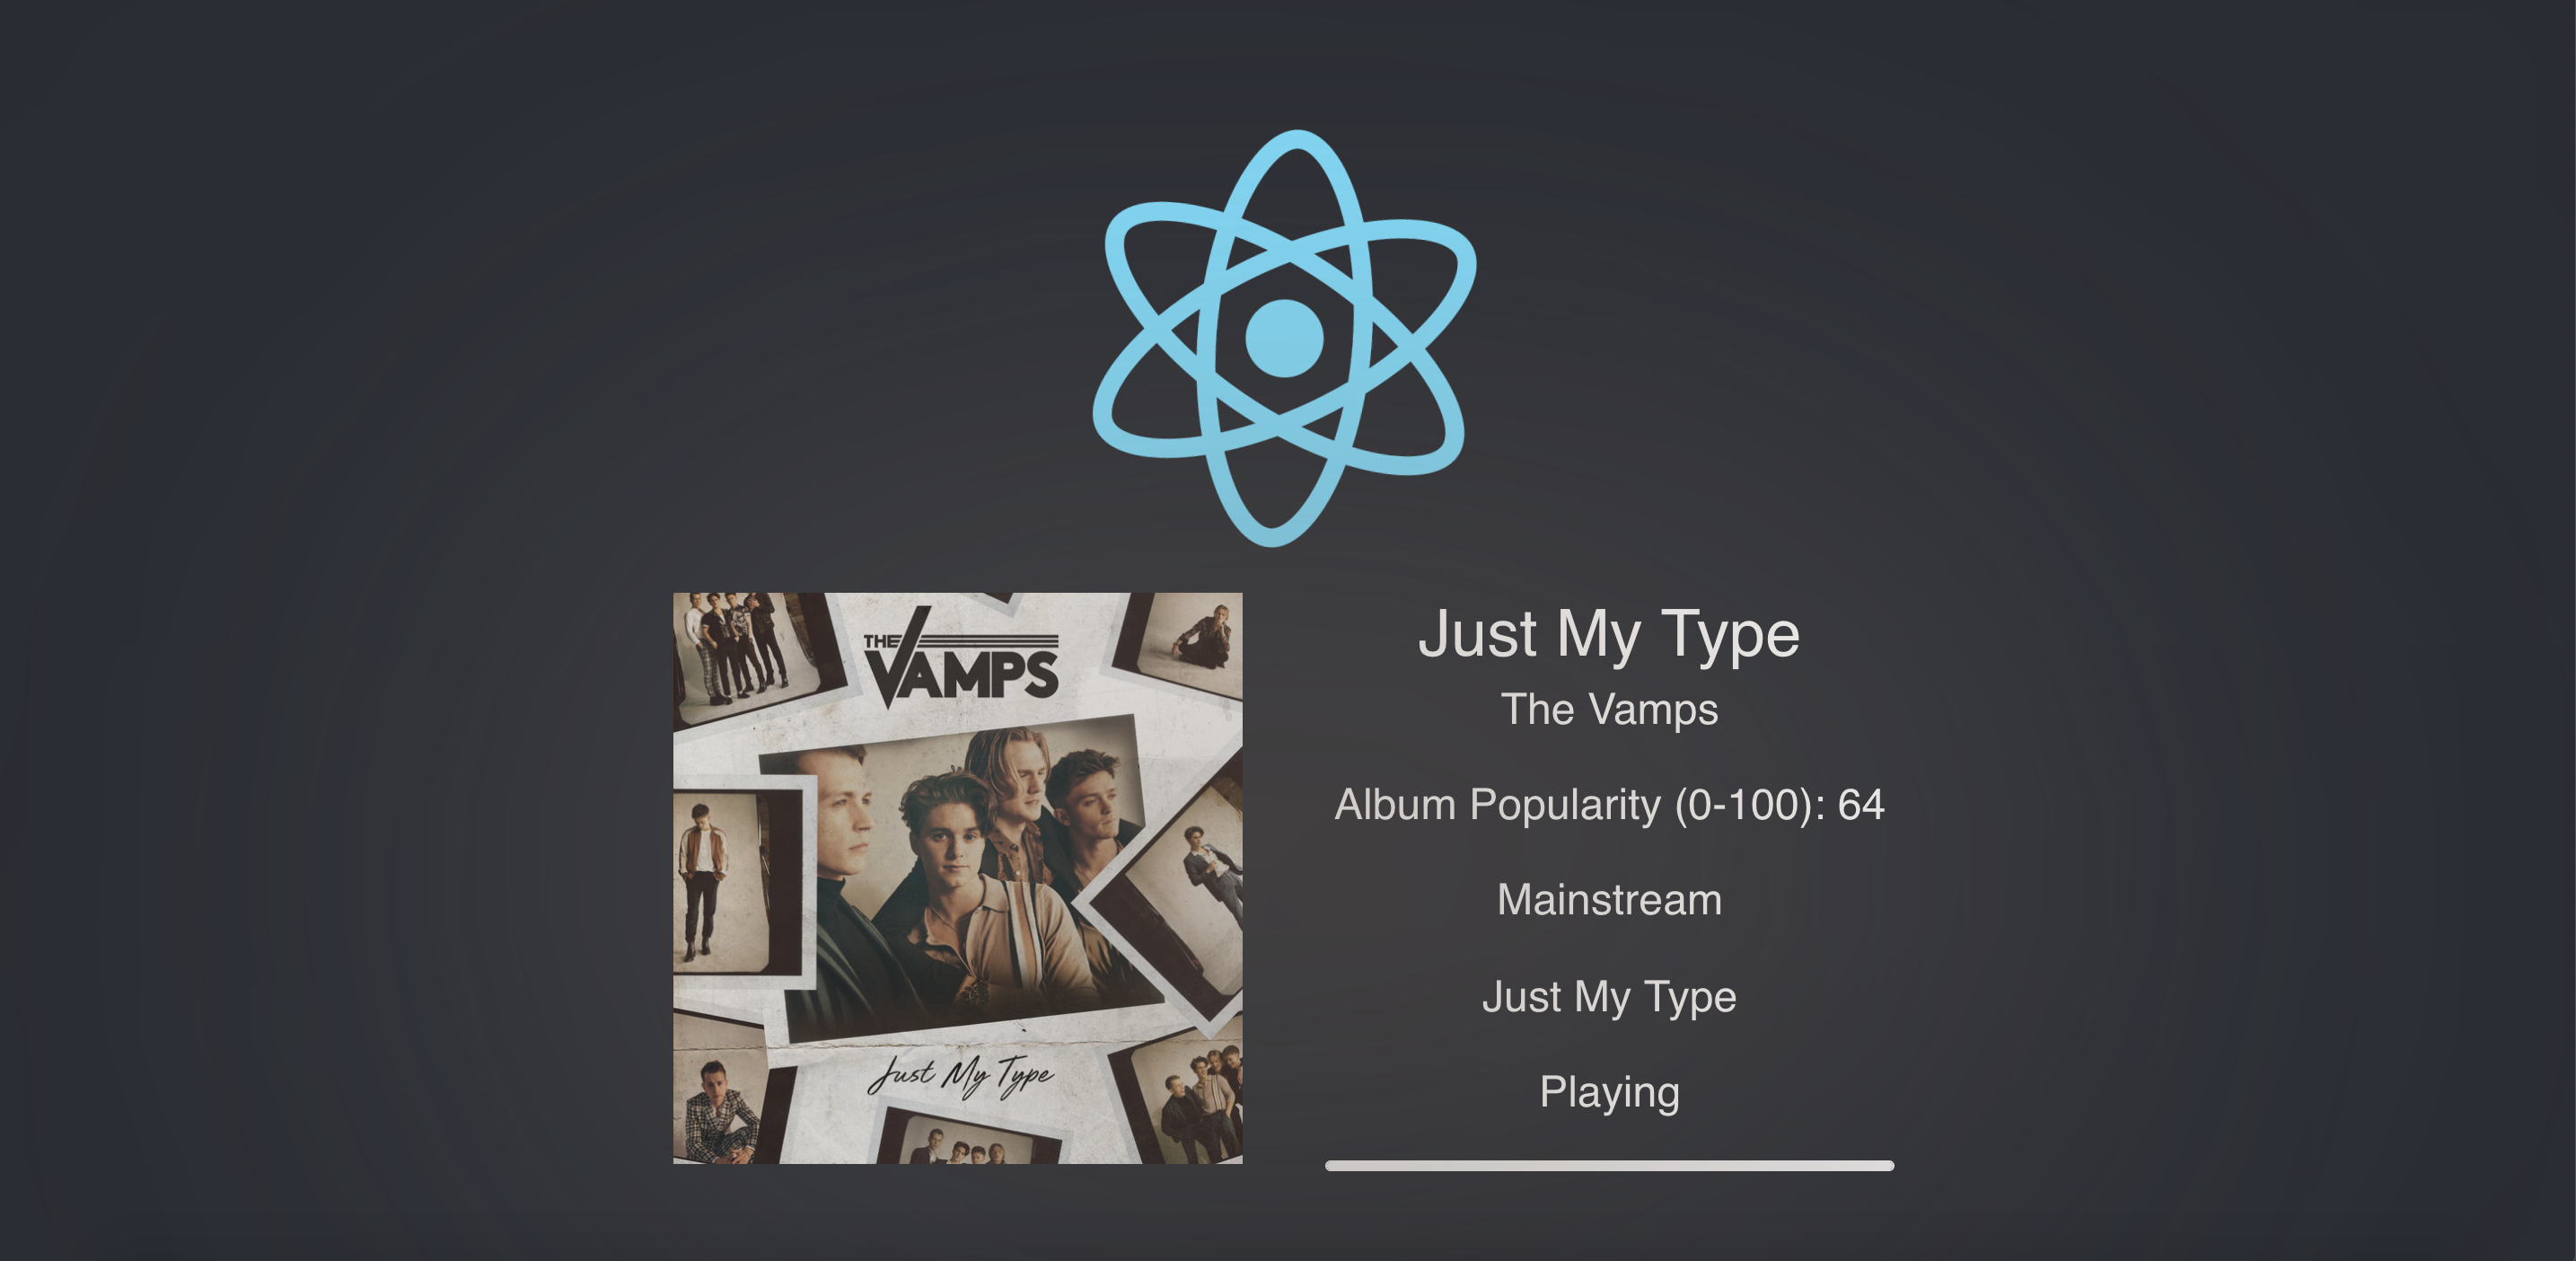 THE
VAMPS
Just My Type
Just My Type
The Vamps
Album Popularity (0-100): 64
Mainstream
Just My Type
Playing